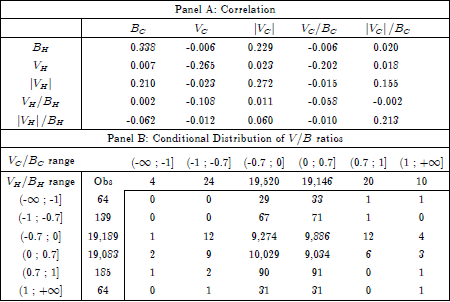 Panel A: Correlation
B_C V_C |V_C| V_C/B_C |V_C|/B_C
B_H 0.338 -0.006 0.229 -0.006 0.020
V_H 0.007 -0.265 0.023 -0.202 0.018
|V_H| 0.210 -0.023 0.272 -0.015 0.155
V_H/B_H 0.002 -0.108 0.011 -0.058 -0.002
|V_H|/B_H -0.062 -0.012 0.060 -0.010 0.213
Panel B: Conditional Distribution of V/B ratios
V_C/B_C range (-∞ ; -1] (-1 ; -0.7] (-0.7 ; 0] (0 ; 0.7] (0.7 ; 1] (1 ; +∞]
V_H/B_H range Obs 4 24 19,520 19,146 20 10
(-∞ ; -1] 64 0 0 29 33 1 1
(-1 ; -0.7] 139 0 0 67 71 1 0
(-0.7 ; 0] 19,189 1 12 9,274 9,886 12 4
(0 ; 0.7] 19,083 2 9 10,029 9,034 6 3
(0.7 ; 1] 185 1 2 90 91 0 1
(1 ; +∞] 64 0 1 31 31 0 1